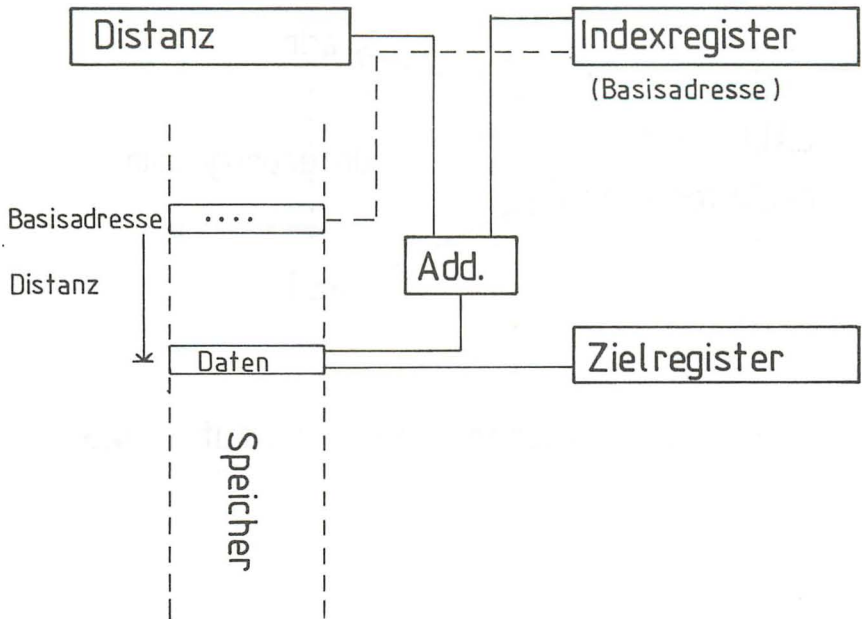 Distanz
Indexregister
(Basisadresse)
Basisadresse
....
Add.
Distanz
Daten
Zielregister
Speicher